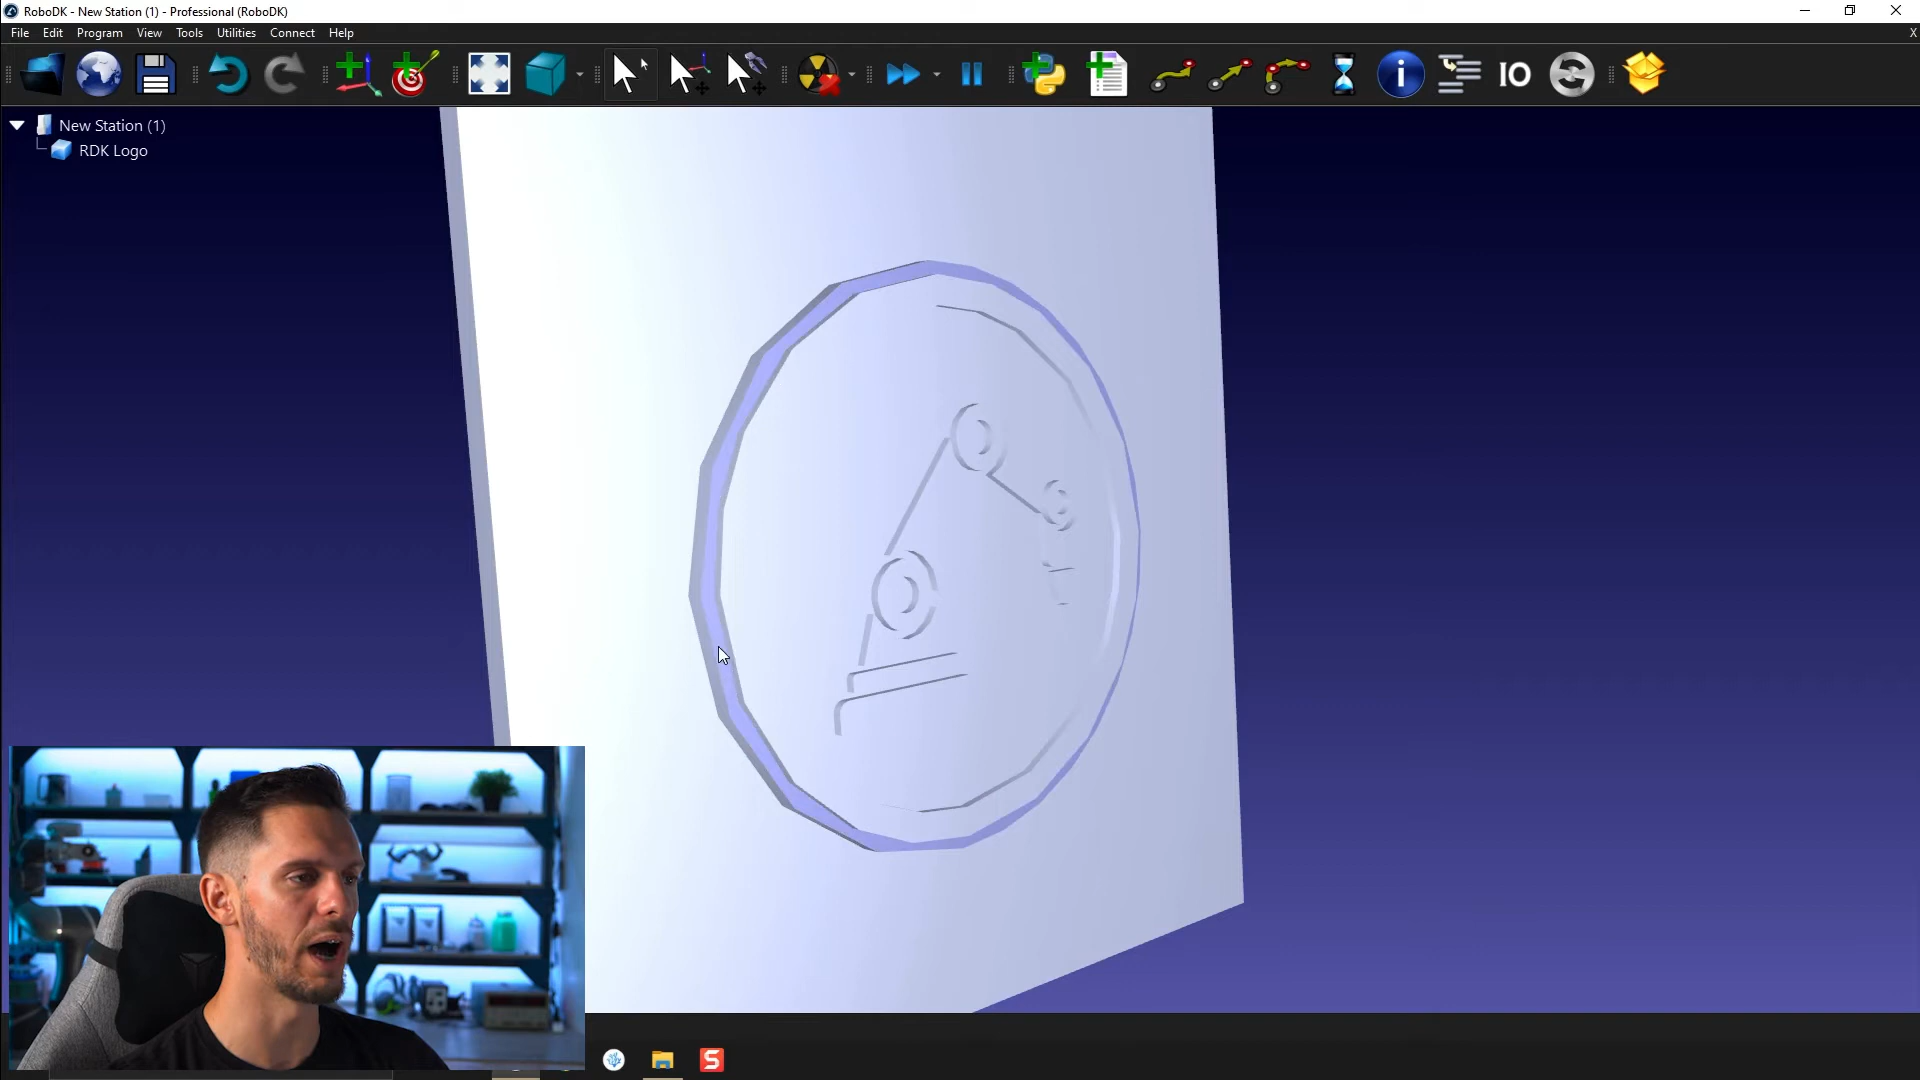 RoboDK - New Station (1) - Professional (RoboDK)
File Edit Program View Tools Utilities Connect Help
X
IO
New Station (1)
RDK Logo
S